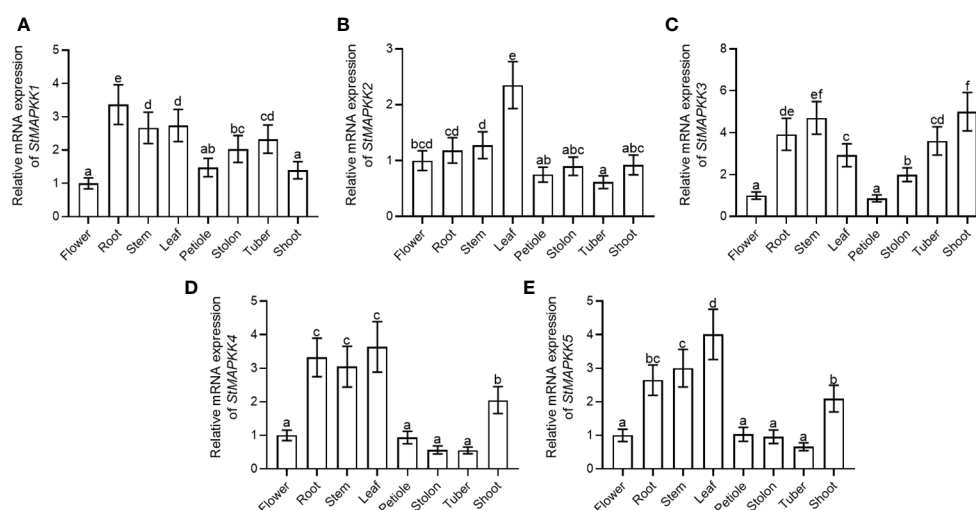 A
Relative mRNA expression
of StMAPKK1
5
4
3
2
1
0
a
e
d
d
ab
bc
cd
a
Flower
Root
Stem
Leaf
Petiole
Stolon
Tuber
Shoot
B
Relative mRNA expression
of StMAPKK2
3
2
1
0
bcd
cd
d
e
ab
abc
a
abc
Flower
Root
Stem
Leaf
Petiole
Stolon
Tuber
Shoot
C
Relative mRNA expression
of StMAPKK3
8
6
4
2
0
a
de
ef
c
a
b
cd
f
Flower
Root
Stem
Leaf
Petiole
Stolon
Tuber
Shoot
D
Relative mRNA expression
of StMAPKK4
5
4
3
2
1
0
a
c
c
c
a
a
a
b
Flower
Root
Stem
Leaf
Petiole
Stolon
Tuber
Shoot
E
Relative mRNA expression
of StMAPKK5
5
4
3
2
1
0
a
bc
c
d
a
a
a
b
Flower
Root
Stem
Leaf
Petiole
Stolon
Tuber
Shoot